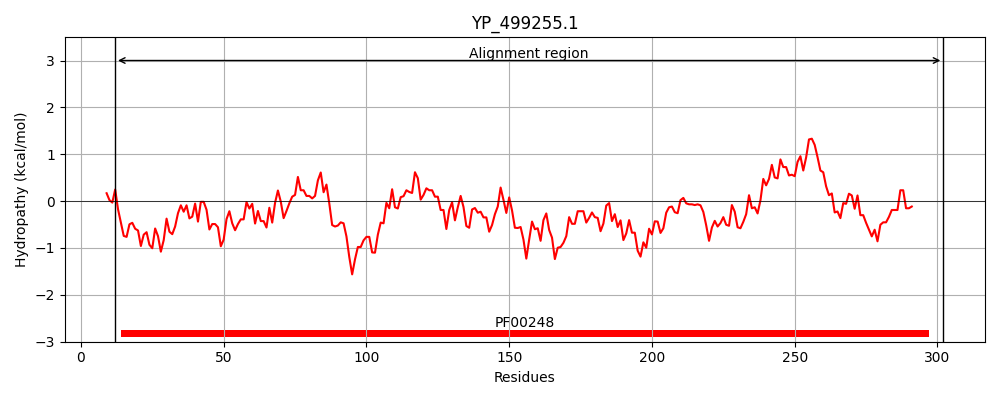 YP_499255.1
Alignment region
3
2
1
0
−1
−2
−3
Hydropathy (kcal/mol)
PF00248
0 50 100 150 200 250 300
Residues